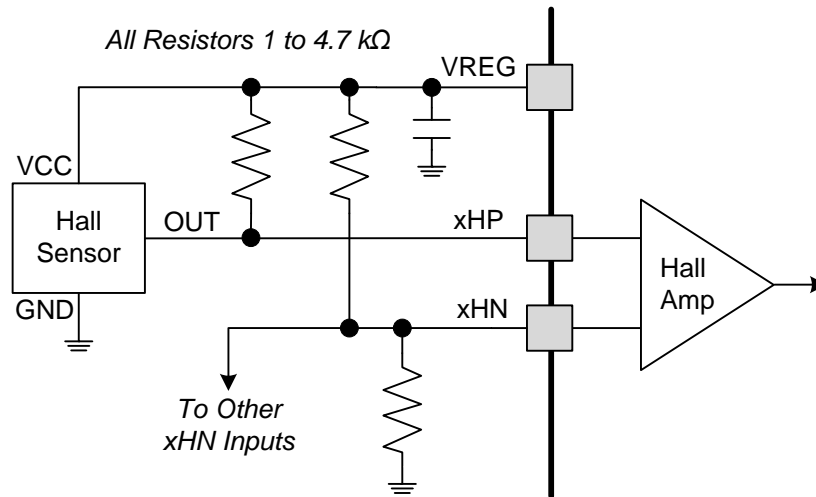 All Resistors 1 to 4.7 kΩ
VREG
VCC
Hall
Sensor
OUT
GND
xHP
xHN
Hall
Amp
To Other
xHN Inputs